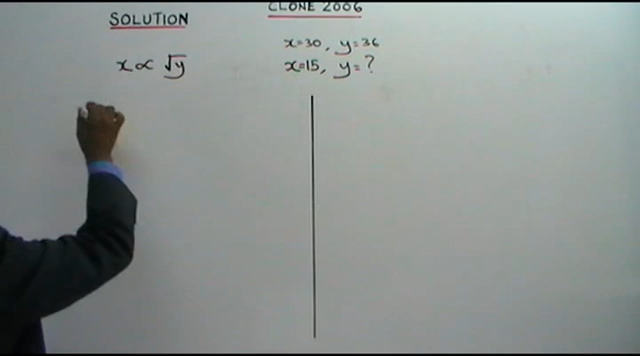 SOLUTION
CLONE 2006
x=30, y=36
x=15, y=?
x∝ √y